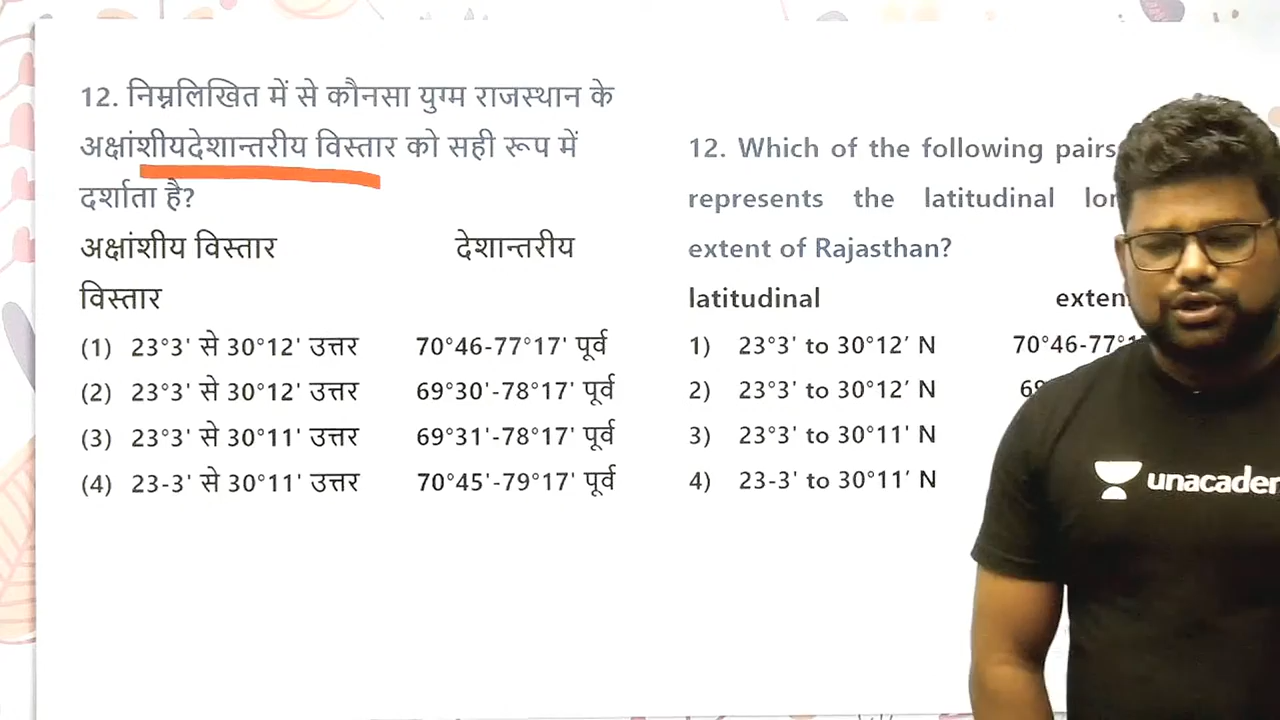 12. निम्नलिखित में से कौनसा युग्म राजस्थान के
अक्षांशीयदेशान्तरीय विस्तार को सही रूप में
दर्शाता है?
अक्षांशीय विस्तार देशान्तरीय
विस्तार
(1) 23°3' से 30°12' उत्तर 70°46-77°17' पूर्व
(2) 23°3' से 30°12' उत्तर 69°30'-78°17' पूर्व
(3) 23°3' से 30°11' उत्तर 69°31'-78°17' पूर्व
(4) 23-3' से 30°11' उत्तर 70°45'-79°17' पूर्व
12. Which of the following pairs
represents the latitudinal
extent of Rajasthan?
latitudinal
1) 23°3' to 30°12’ N 70°46-77°
2) 23°3' to 30°12’ N
3) 23°3' to 30°11' N
4) 23-3' to 30°11’ N
unacade